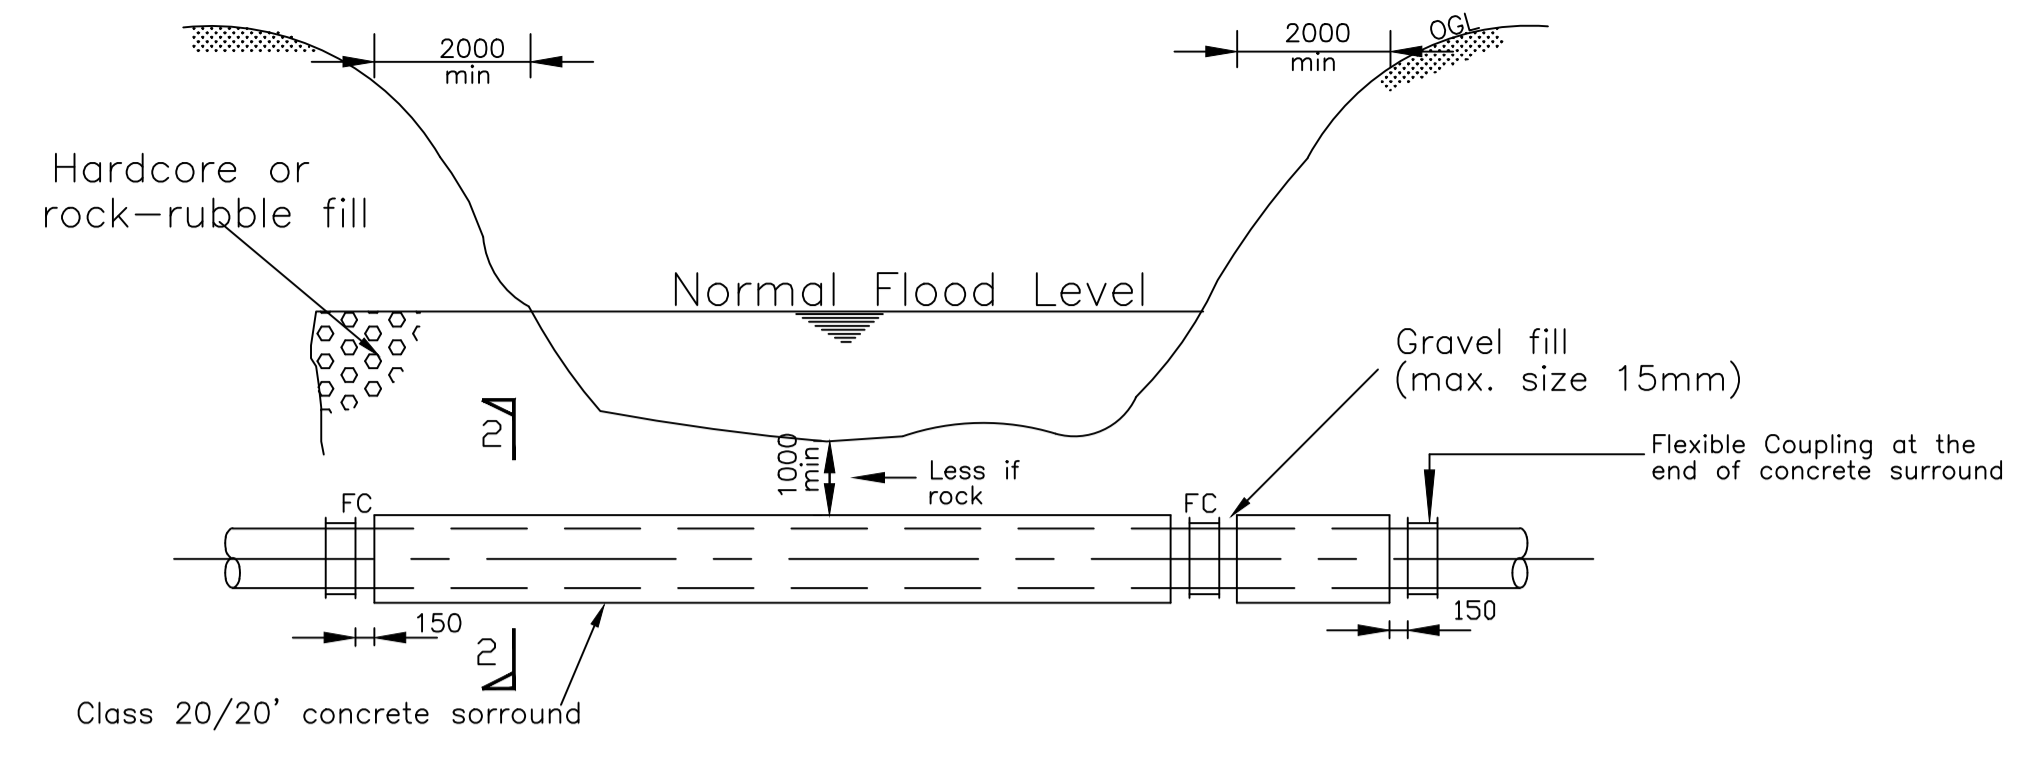 2000
min
2000
min
OGL
Hardcore or
rock-rubble fill
Normal Flood Level
Gravel fill
(max. size 15mm)
Flexible Coupling at the
end of concrete surround
2
1000
min
Less if
rock
FC
FC
150
150
2
Class 20/20' concrete sorround